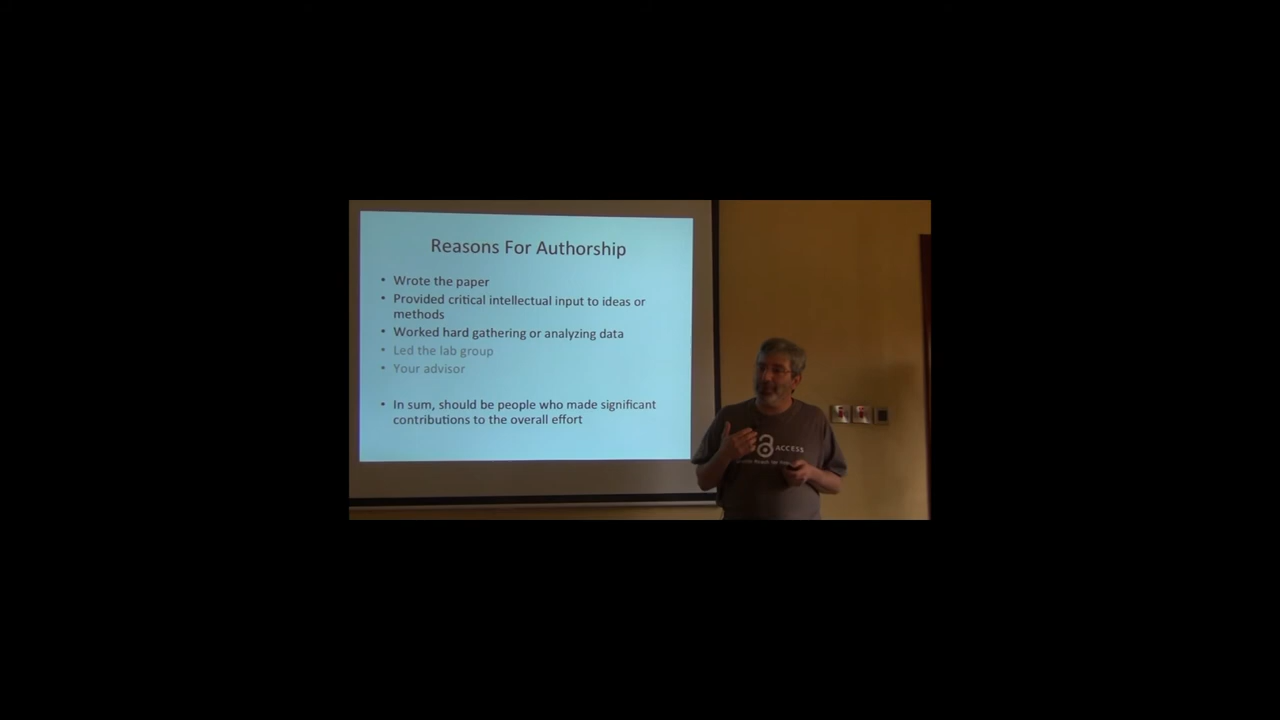 Reasons For Authorship
• Wrote the paper
• Provided critical intellectual input to ideas or
methods
• Worked hard gathering or analyzing data
• Led the lab group
• Your advisor
• In sum, should be people who made significant
contributions to the overall effort
ACCESS